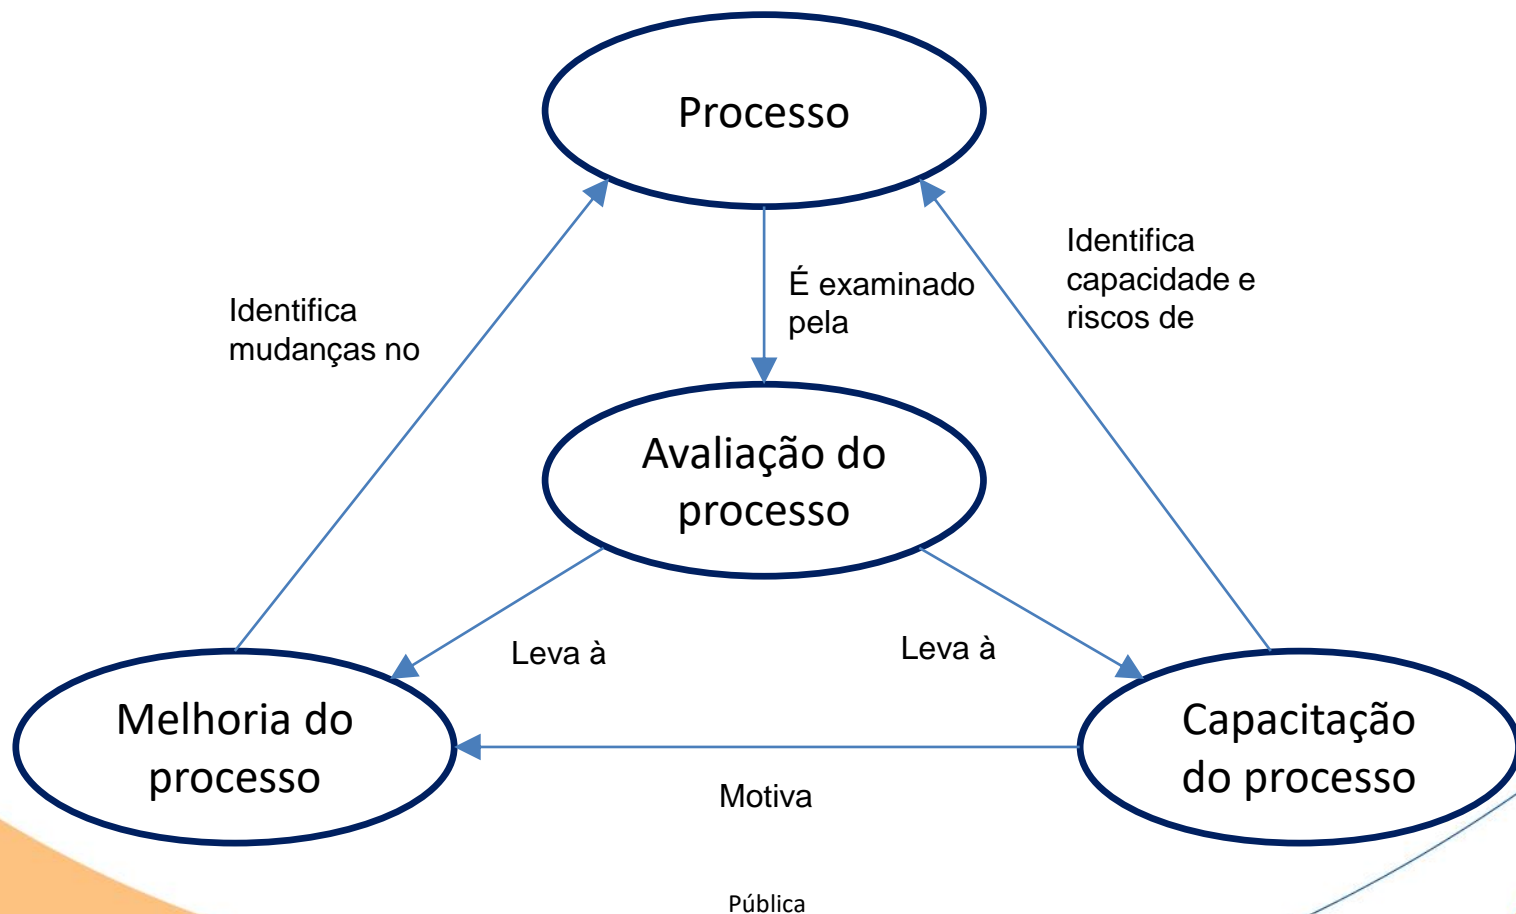 Processo
Identifica
capacidade e
riscos de
É examinado
pela
Identifica
mudanças no
Avaliação do
processo
Leva à
Leva à
Melhoria do
processo
Capacitação
do processo
Motiva
Pública